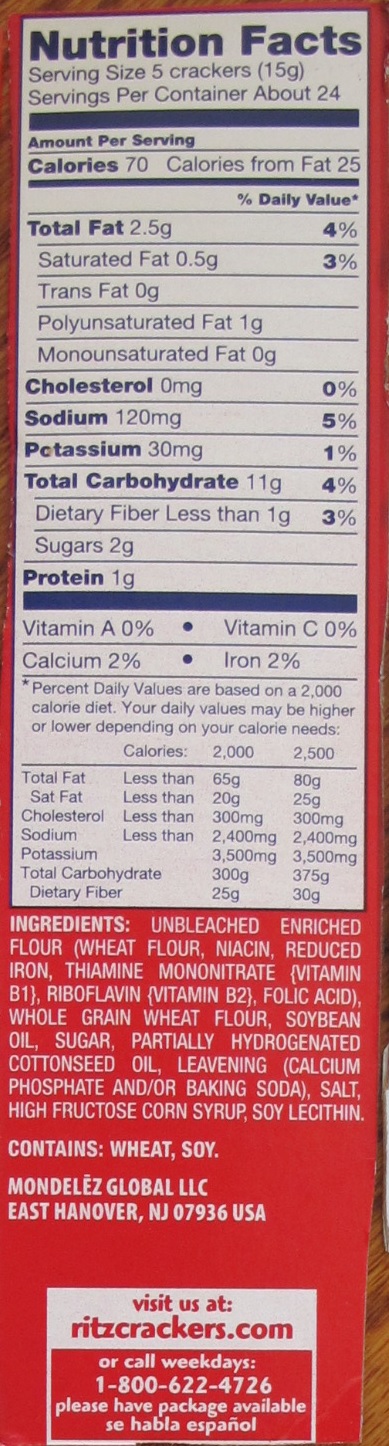 Nutrition Facts
Serving Size 5 crackers (15g)
Servings Per Container About 24
Amount Per Serving
Calories 70 Calories from Fat 25
% Daily Value*
Total Fat 2.5g 4%
Saturated Fat 0.5g 3%
Trans Fat 0g
Polyunsaturated Fat 1g
Monounsaturated Fat 0g
Cholesterol 0mg 0%
Sodium 120mg 5%
Potassium 30mg 1%
Total Carbohydrate 11g 4%
Dietary Fiber Less than 1g 3%
Sugars 2g
Protein 1g
Vitamin A 0% • Vitamin C 0%
Calcium 2% • Iron 2%
*Percent Daily Values are based on a 2,000
calorie diet. Your daily values may be higher
or lower depending on your calorie needs:
Calories: 2,000 2,500
Total Fat Less than 65g 80g
Sat Fat Less than 20g 25g
Cholesterol Less than 300mg 300mg
Sodium Less than 2,400mg 2,400mg
Potassium 3,500mg 3,500mg
Total Carbohydrate 300g 375g
Dietary Fiber 25g 30g
INGREDIENTS: UNBLEACHED ENRICHED
FLOUR (WHEAT FLOUR, NIACIN, REDUCED
IRON, THIAMINE MONONITRATE {VITAMIN
B1}, RIBOFLAVIN {VITAMIN B2}, FOLIC ACID),
WHOLE GRAIN WHEAT FLOUR, SOYBEAN
OIL, SUGAR, PARTIALLY HYDROGENATED
COTTONSEED OIL, LEAVENING (CALCIUM
PHOSPHATE AND/OR BAKING SODA), SALT,
HIGH FRUCTOSE CORN SYRUP, SOY LECITHIN.
CONTAINS: WHEAT, SOY.
MONDELĒZ GLOBAL LLC
EAST HANOVER, NJ 07936 USA
visit us at:
ritzcrackers.com
or call weekdays:
1-800-622-4726
please have package available
se habla español